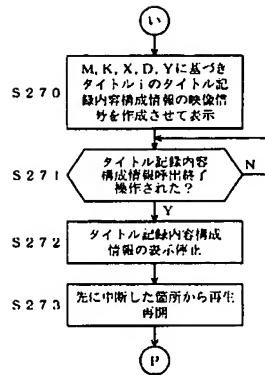 い
M, K, X, D, Yに基づき
タイトルiのタイトル記
録内容構成情報の映像信
号を作成させて表示
S270
タイトル記録内容
構成情報呼出終了
操作された?
S271
N
Y
タイトル記録内容構成
情報の表示停止
S272
先に中断した箇所から再生
再開
S273
P